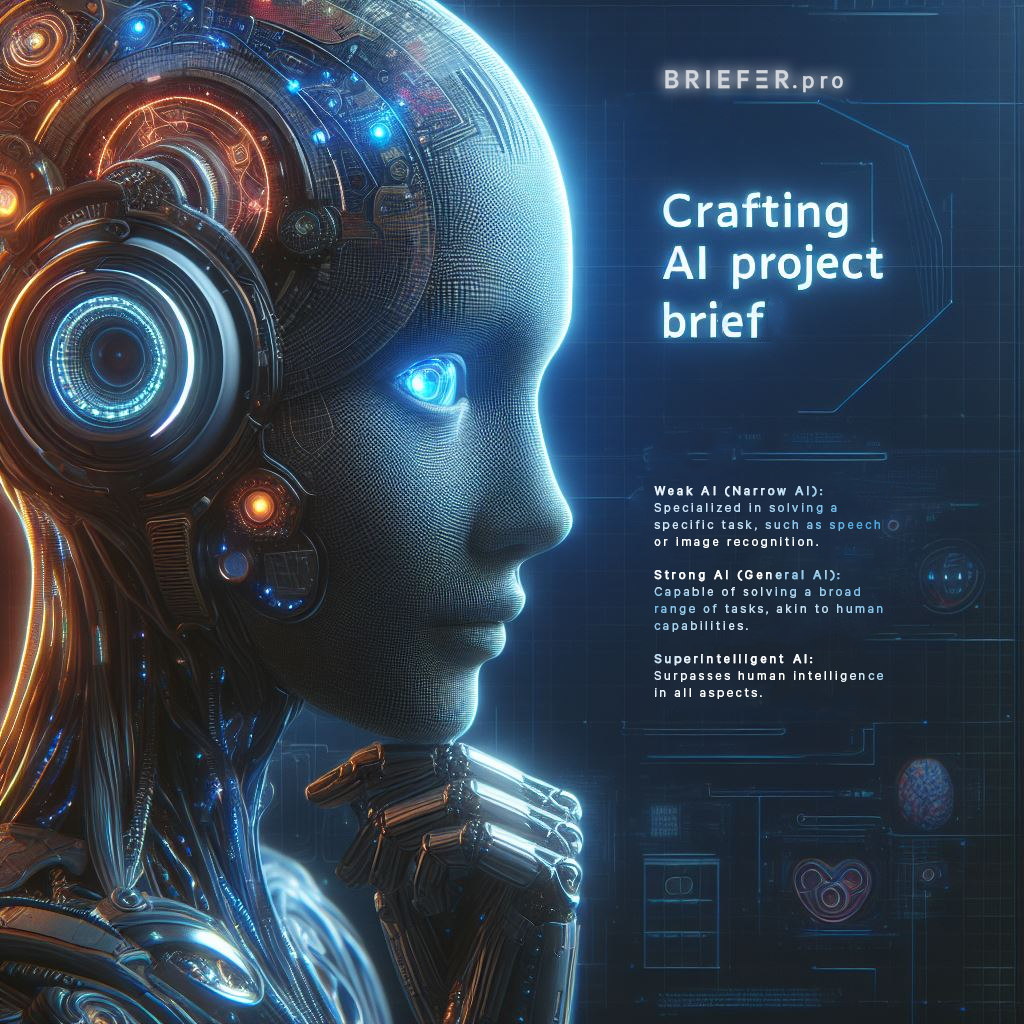 BRIEFER.pro
Crafting
AI project
brief
Weak AI (Narrow AI):
Specialized in solving a
specific task, such as speech
or image recognition.
Strong AI (General AI):
Capable of solving a broad
range of tasks, akin to human
capabilities.
Superintelligent AI:
Surpasses human intelligence
in all aspects.